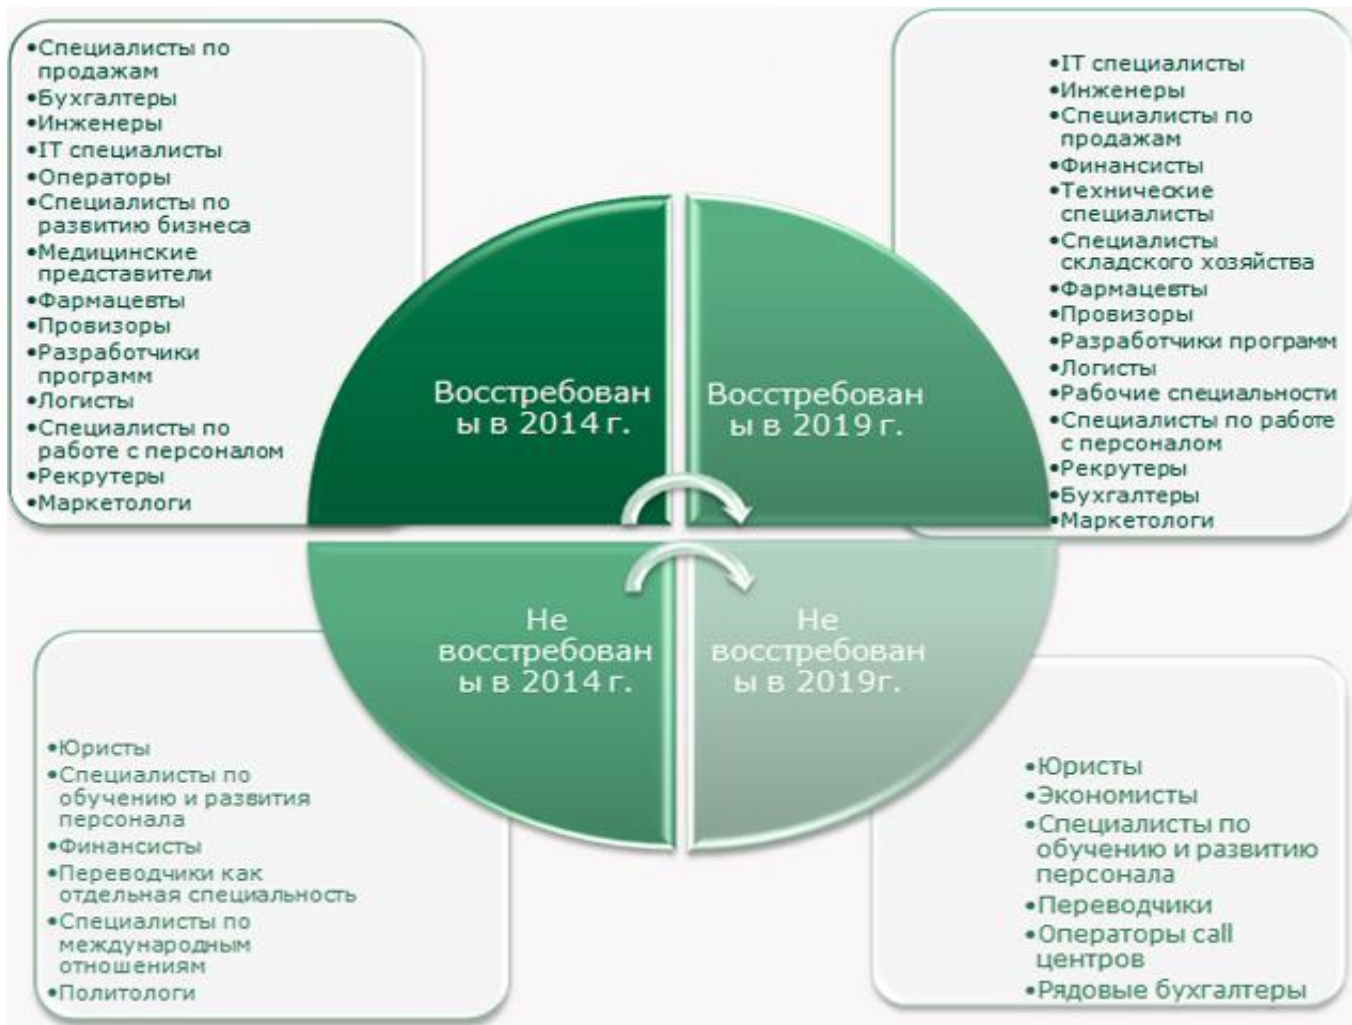 •Специалисты по
продажам
•Бухгалтеры
•Инженеры
•IT специалисты
•Операторы
•Специалисты по
развитию бизнеса
•Медицинские
представители
•Фармацевты
•Провизоры
•Разработчики
программ
•Логисты
•Специалисты по
работе с персоналом
•Рекрутеры
•Маркетологи
•IT специалисты
•Инженеры
•Специалисты по
продажам
•Финансисты
•Технические
специалисты
•Специалисты
складского хозяйства
•Фармацевты
•Провизоры
•Разработчики программ
•Логисты
•Рабочие специальности
•Специалисты по работе
с персоналом
•Рекрутеры
•Бухгалтеры
•Маркетологи
Восстребован
ы в 2014 г.
Восстребован
ы в 2019 г.
Не
восстребован
ы в 2014 г.
Не
восстребован
ы в 2019г.
•Юристы
•Специалисты по
обучению и развития
персонала
•Финансисты
•Переводчики как
отдельная специальность
•Специалисты по
международным
отношениям
•Политологи
•Юристы
•Экономисты
•Специалисты по
обучению и развитию
персонала
•Переводчики
•Операторы call
центров
•Рядовые бухгалтеры